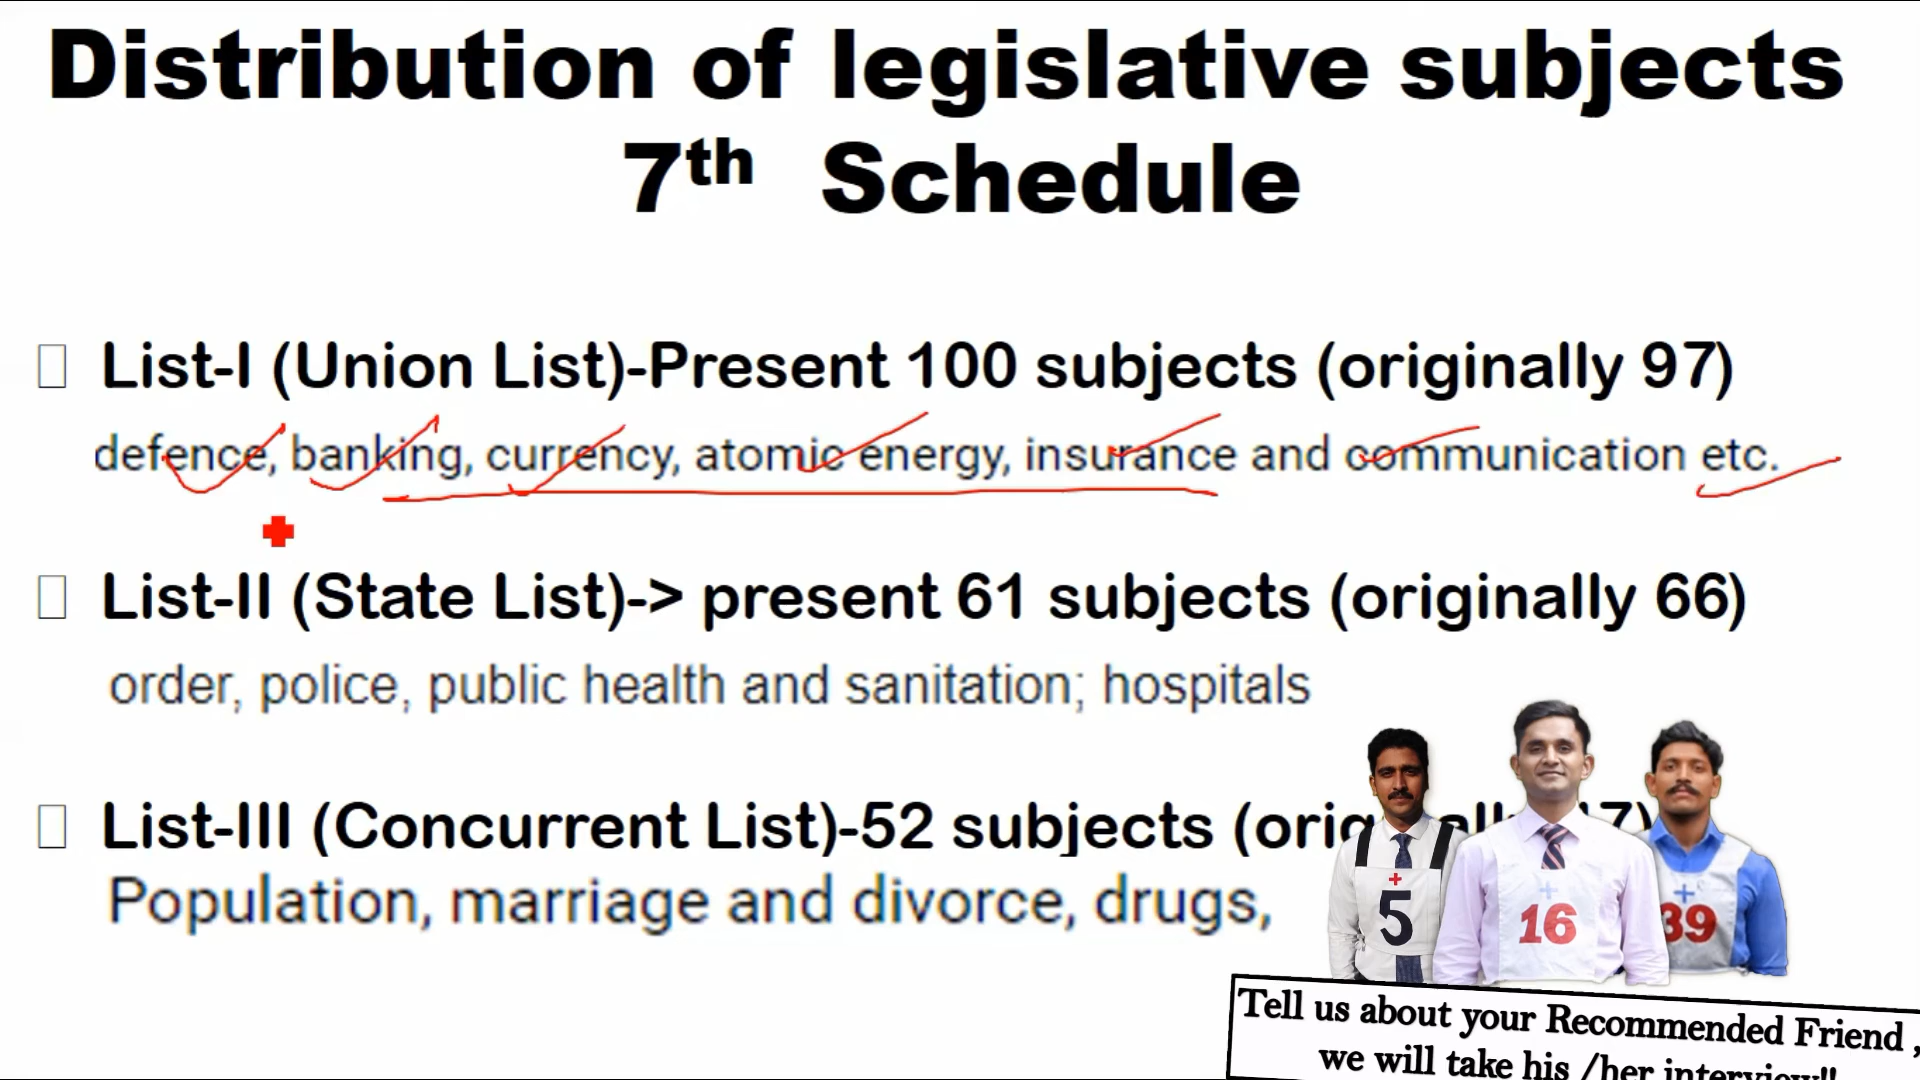 Distribution of legislative subjects
7th Schedule
List-I (Union List)-Present 100 subjects (originally 97)
defence, banking, currency, atomic energy, insurance and communication etc.
List-II (State List)-> present 61 subjects (originally 66)
order, police, public health and sanitation; hospitals
List-III (Concurrent List)-52 subjects
Population, marriage and divorce, drugs,
5
16
39
Tell us about your Recommended Friend ,
we will take his /her interview!!